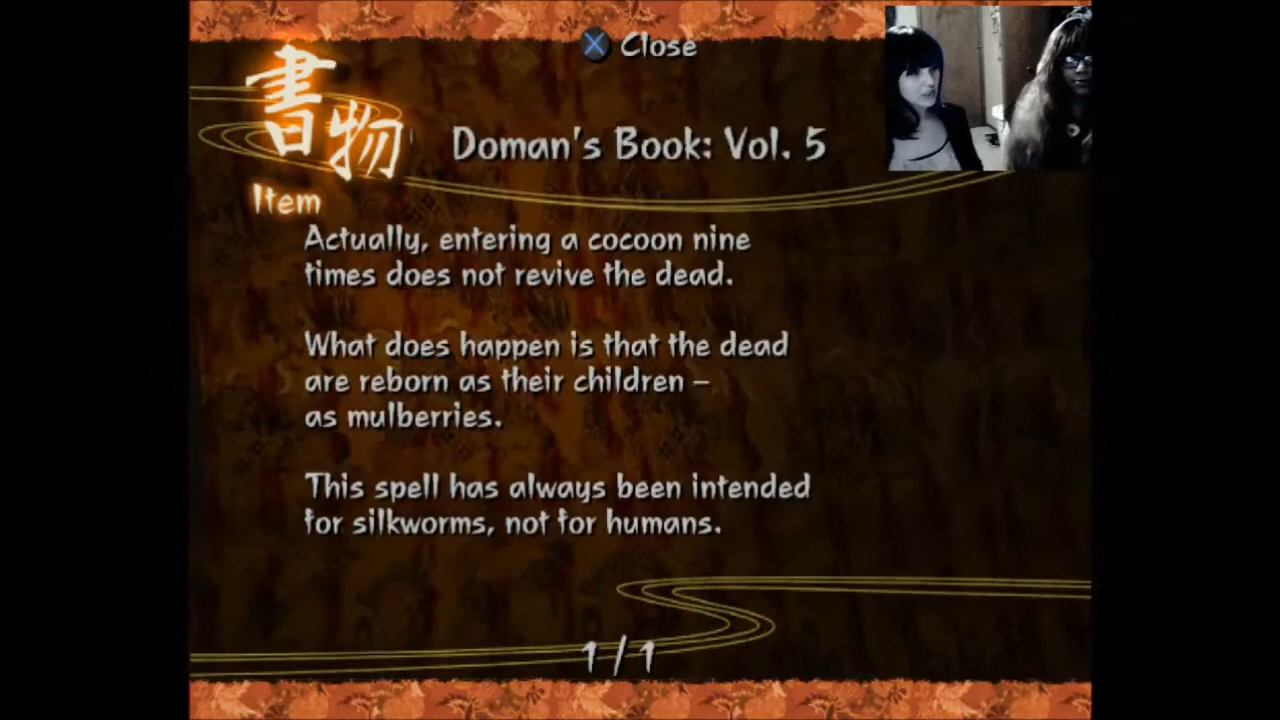 Close
書物
Doman's Book: Vol. 5
Item
Actually, entering a cocoon nine
times does not revive the dead.
What does happen is that the dead
are reborn as their children –
as mulberries.
This spell has always been intended
for silkworms, not for humans.
1/1